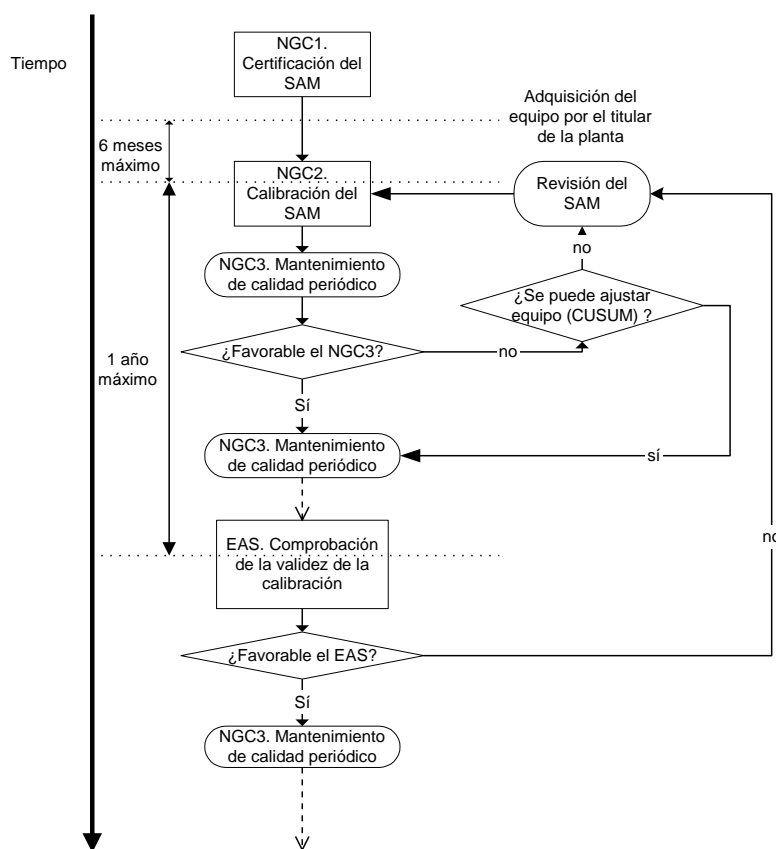 Tiempo
NGC1.
Certificación del
SAM
Adquisición del
equipo por el titular
de la planta
6 meses
máximo
NGC2.
Calibración del
SAM
Revisión del
SAM
no
NGC3. Mantenimiento
de calidad periódico
¿Se puede ajustar
equipo (CUSUM) ?
¿Favorable el NGC3?
no
1 año
máximo
Sí
NGC3. Mantenimiento
de calidad periódico
sí
EAS. Comprobación
de la validez de la
calibración
no
¿Favorable el EAS?
Sí
NGC3. Mantenimiento
de calidad periódico